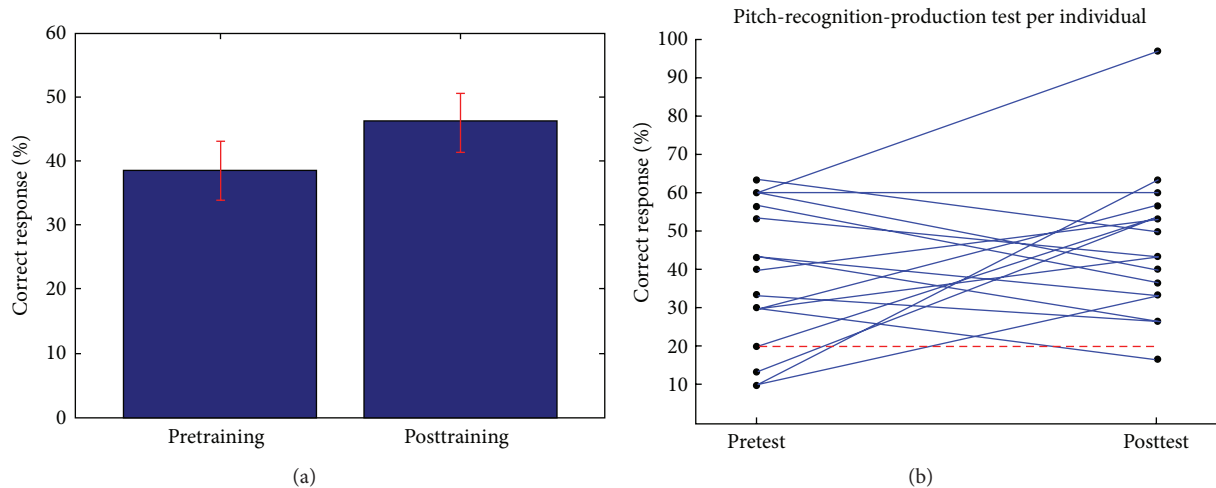 60
50
40
30
20
10
0
Correct response (%)
Pretraining
Posttraining
(a)
Pitch-recognition-production test per individual
100
90
80
70
60
50
40
30
20
10
Correct response (%)
Pretest
Posttest
(b)